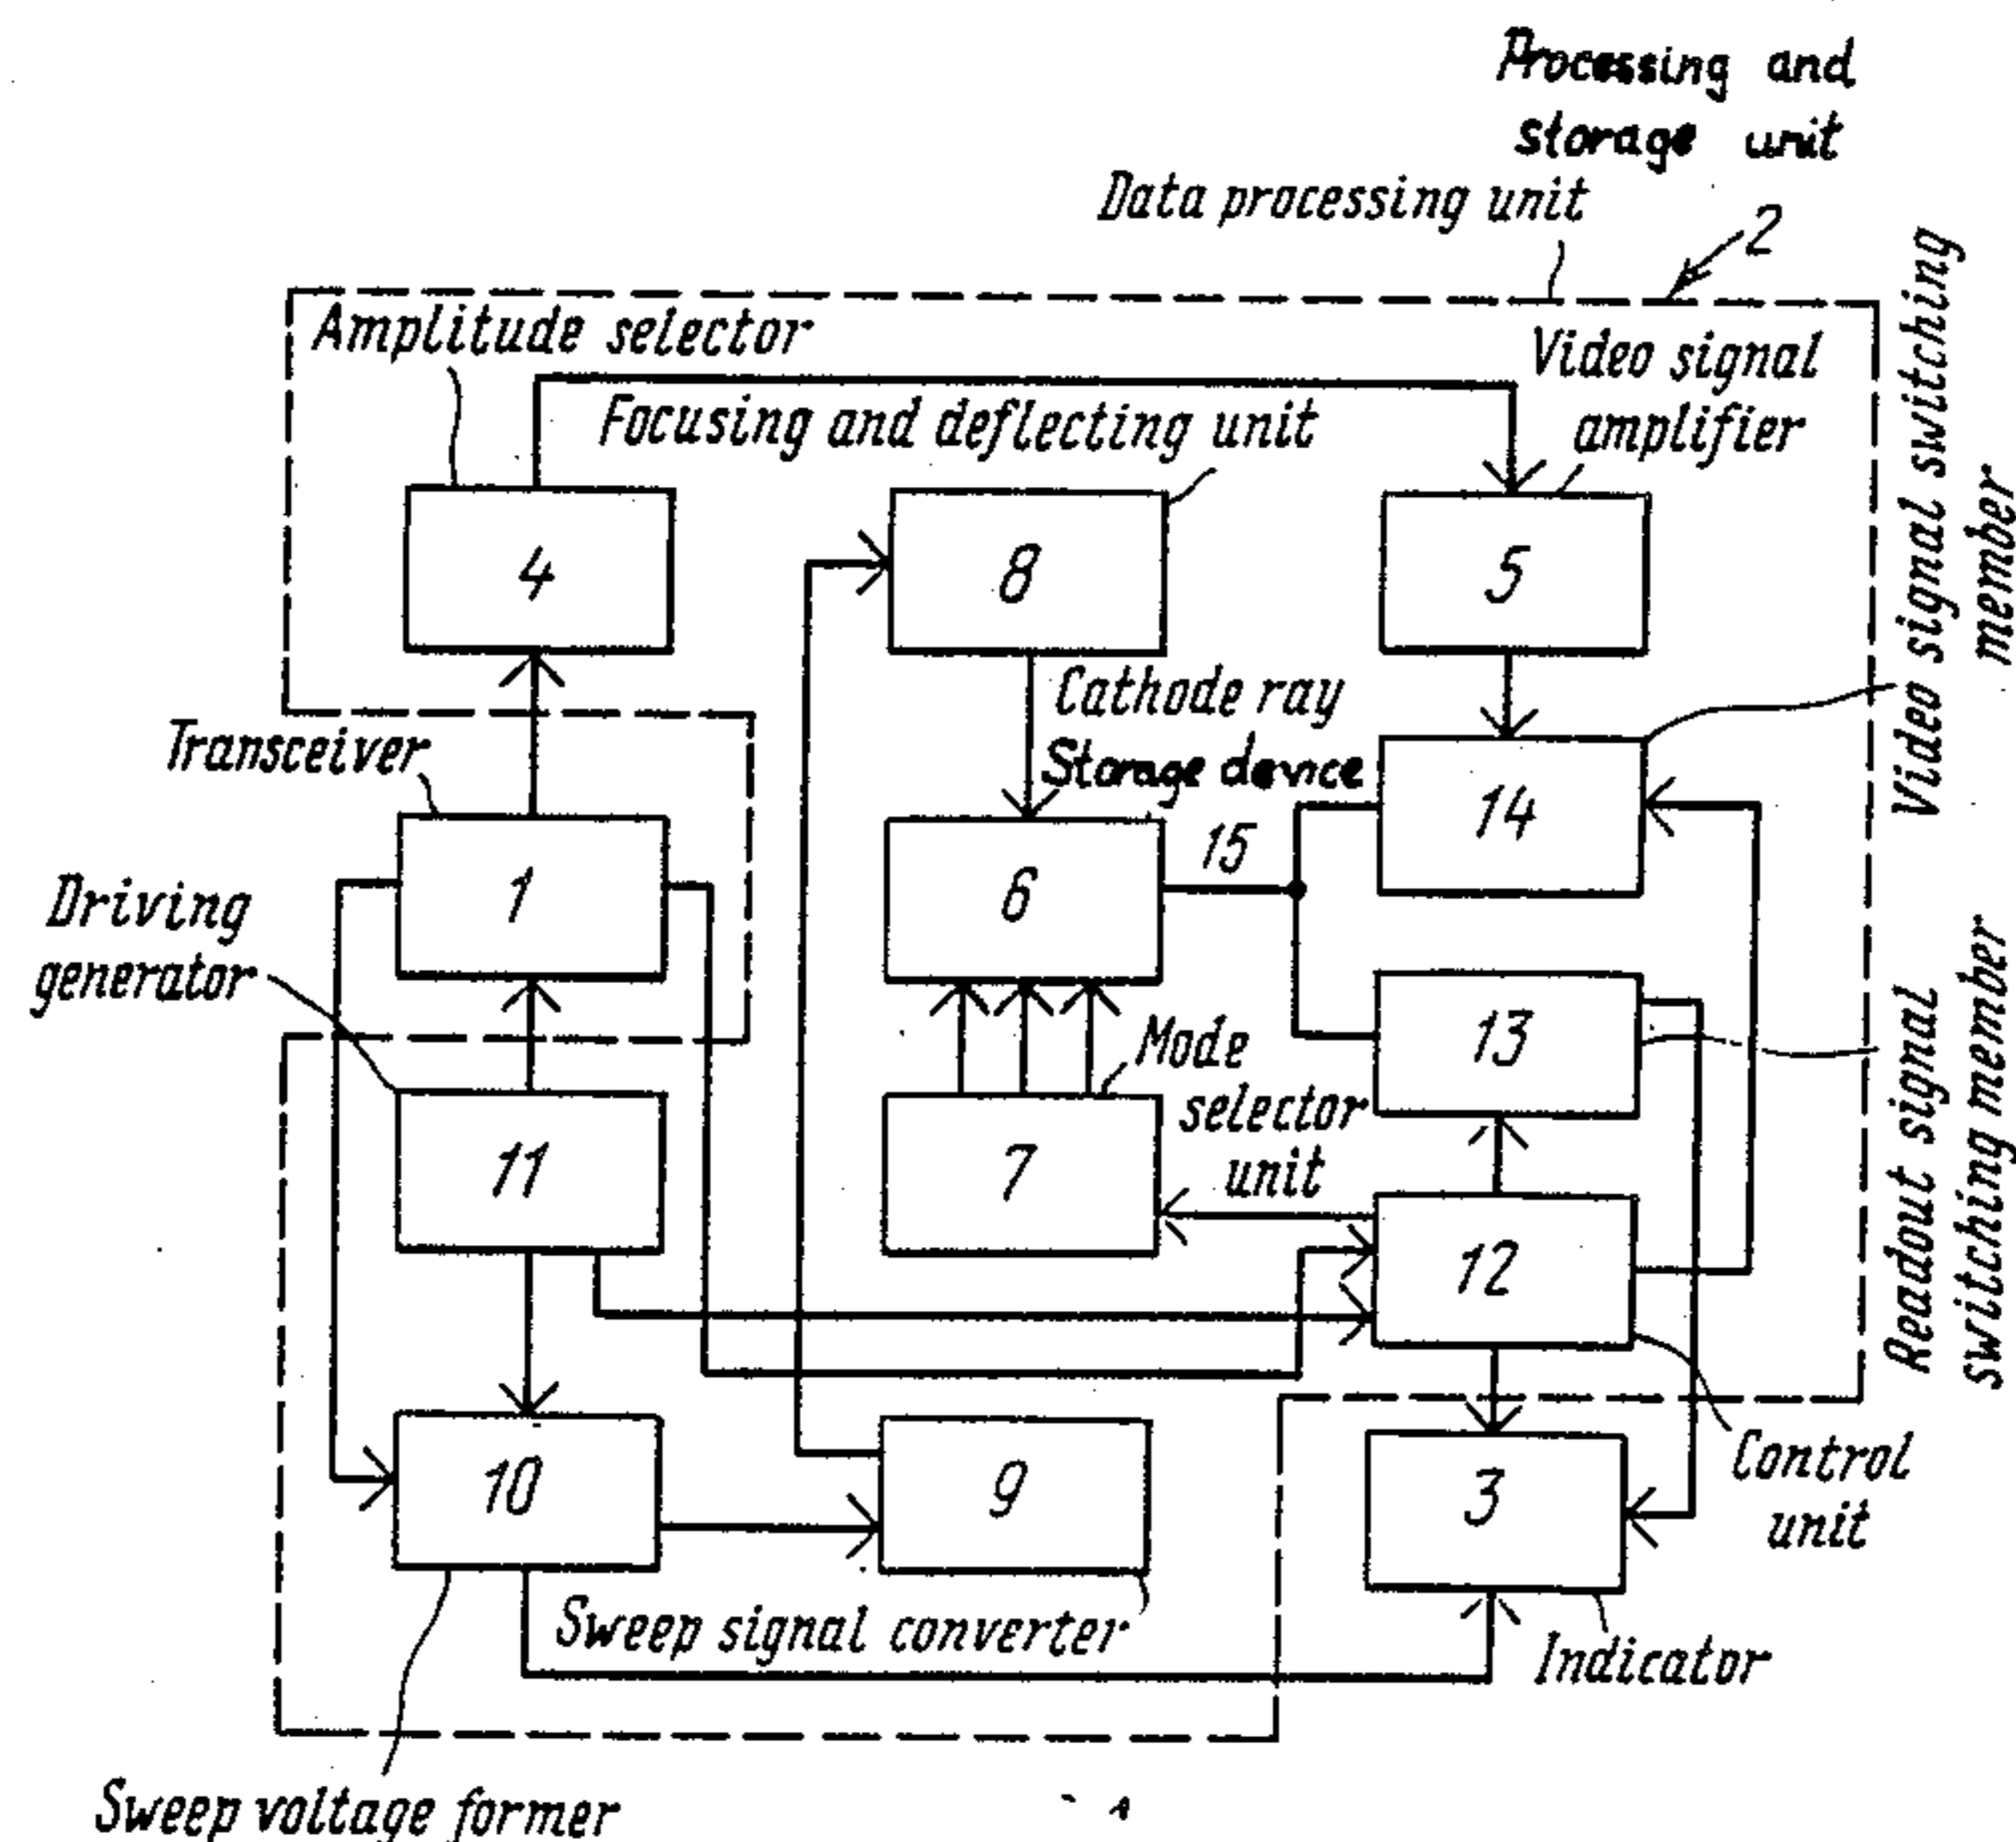 Processing and
storage unit
Data processing unit
2
Amplitude selector
Video signal
amplifier
Focusing and deflecting unit
Video signal switching
member
4
8
5
Cathode ray
Storage device
Transceiver
14
15
1
6
Driving
generator
13
Mode
selector
unit
11
7
12
Readout signal
switching member
10
9
3
Control
unit
Sweep signal converter
Indicator
Sweep voltage former